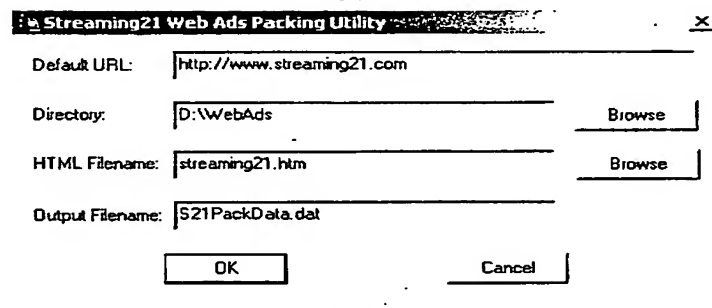 Streaming21 Web Ads Packing Utility
Default URL: http://www.streaming21.com
Directory: D:\WebAds Browse
HTML Filename: streaming21.htm Browse
Output Filename: S21PackData.dat
OK Cancel